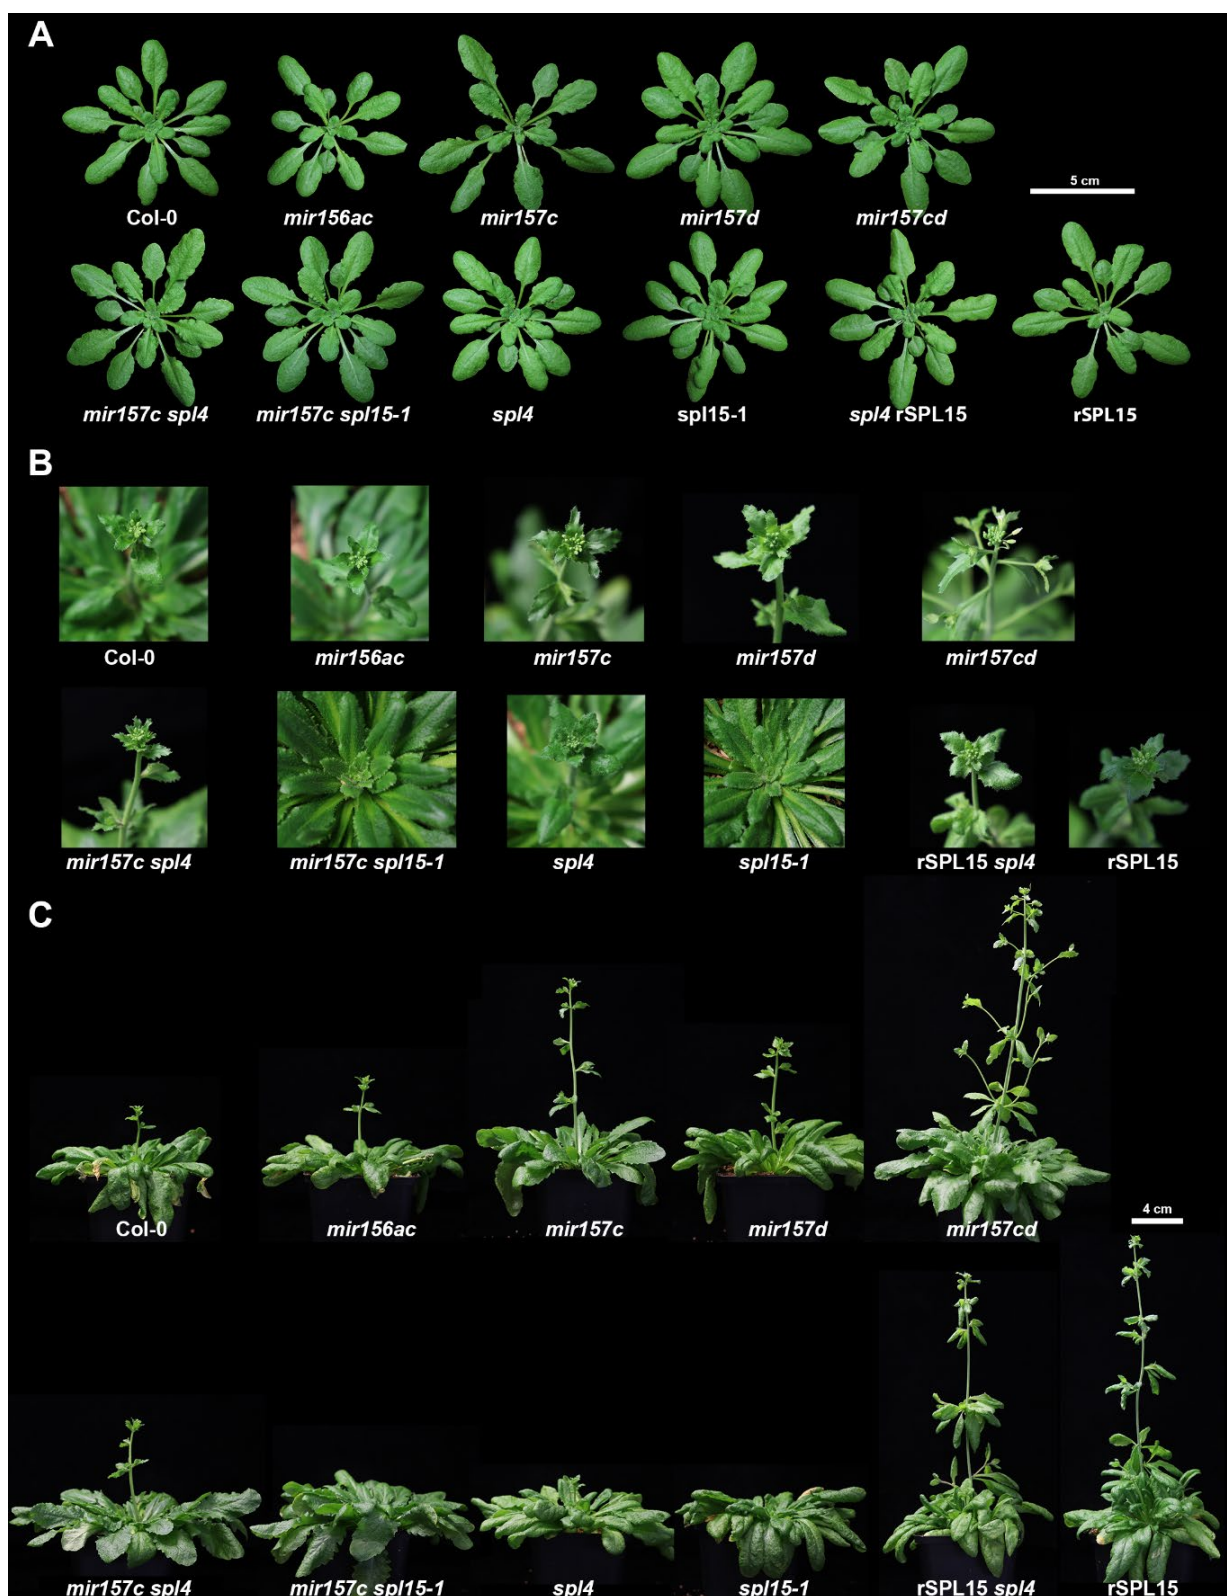 A
Col-0 mir156ac mir157c mir157d mir157cd
5 cm
mir157c spl4 mir157c spl15-1 spl4 spl15-1 spl4 rSPL15 rSPL15
B
Col-0 mir156ac mir157c mir157d mir157cd
mir157c spl4 mir157c spl15-1 spl4 spl15-1 rSPL15 spl4 rSPL15
C
Col-0 mir156ac mir157c mir157d mir157cd
4 cm
mir157c spl4 mir157c spl15-1 spl4 spl15-1 rSPL15 spl4 rSPL15